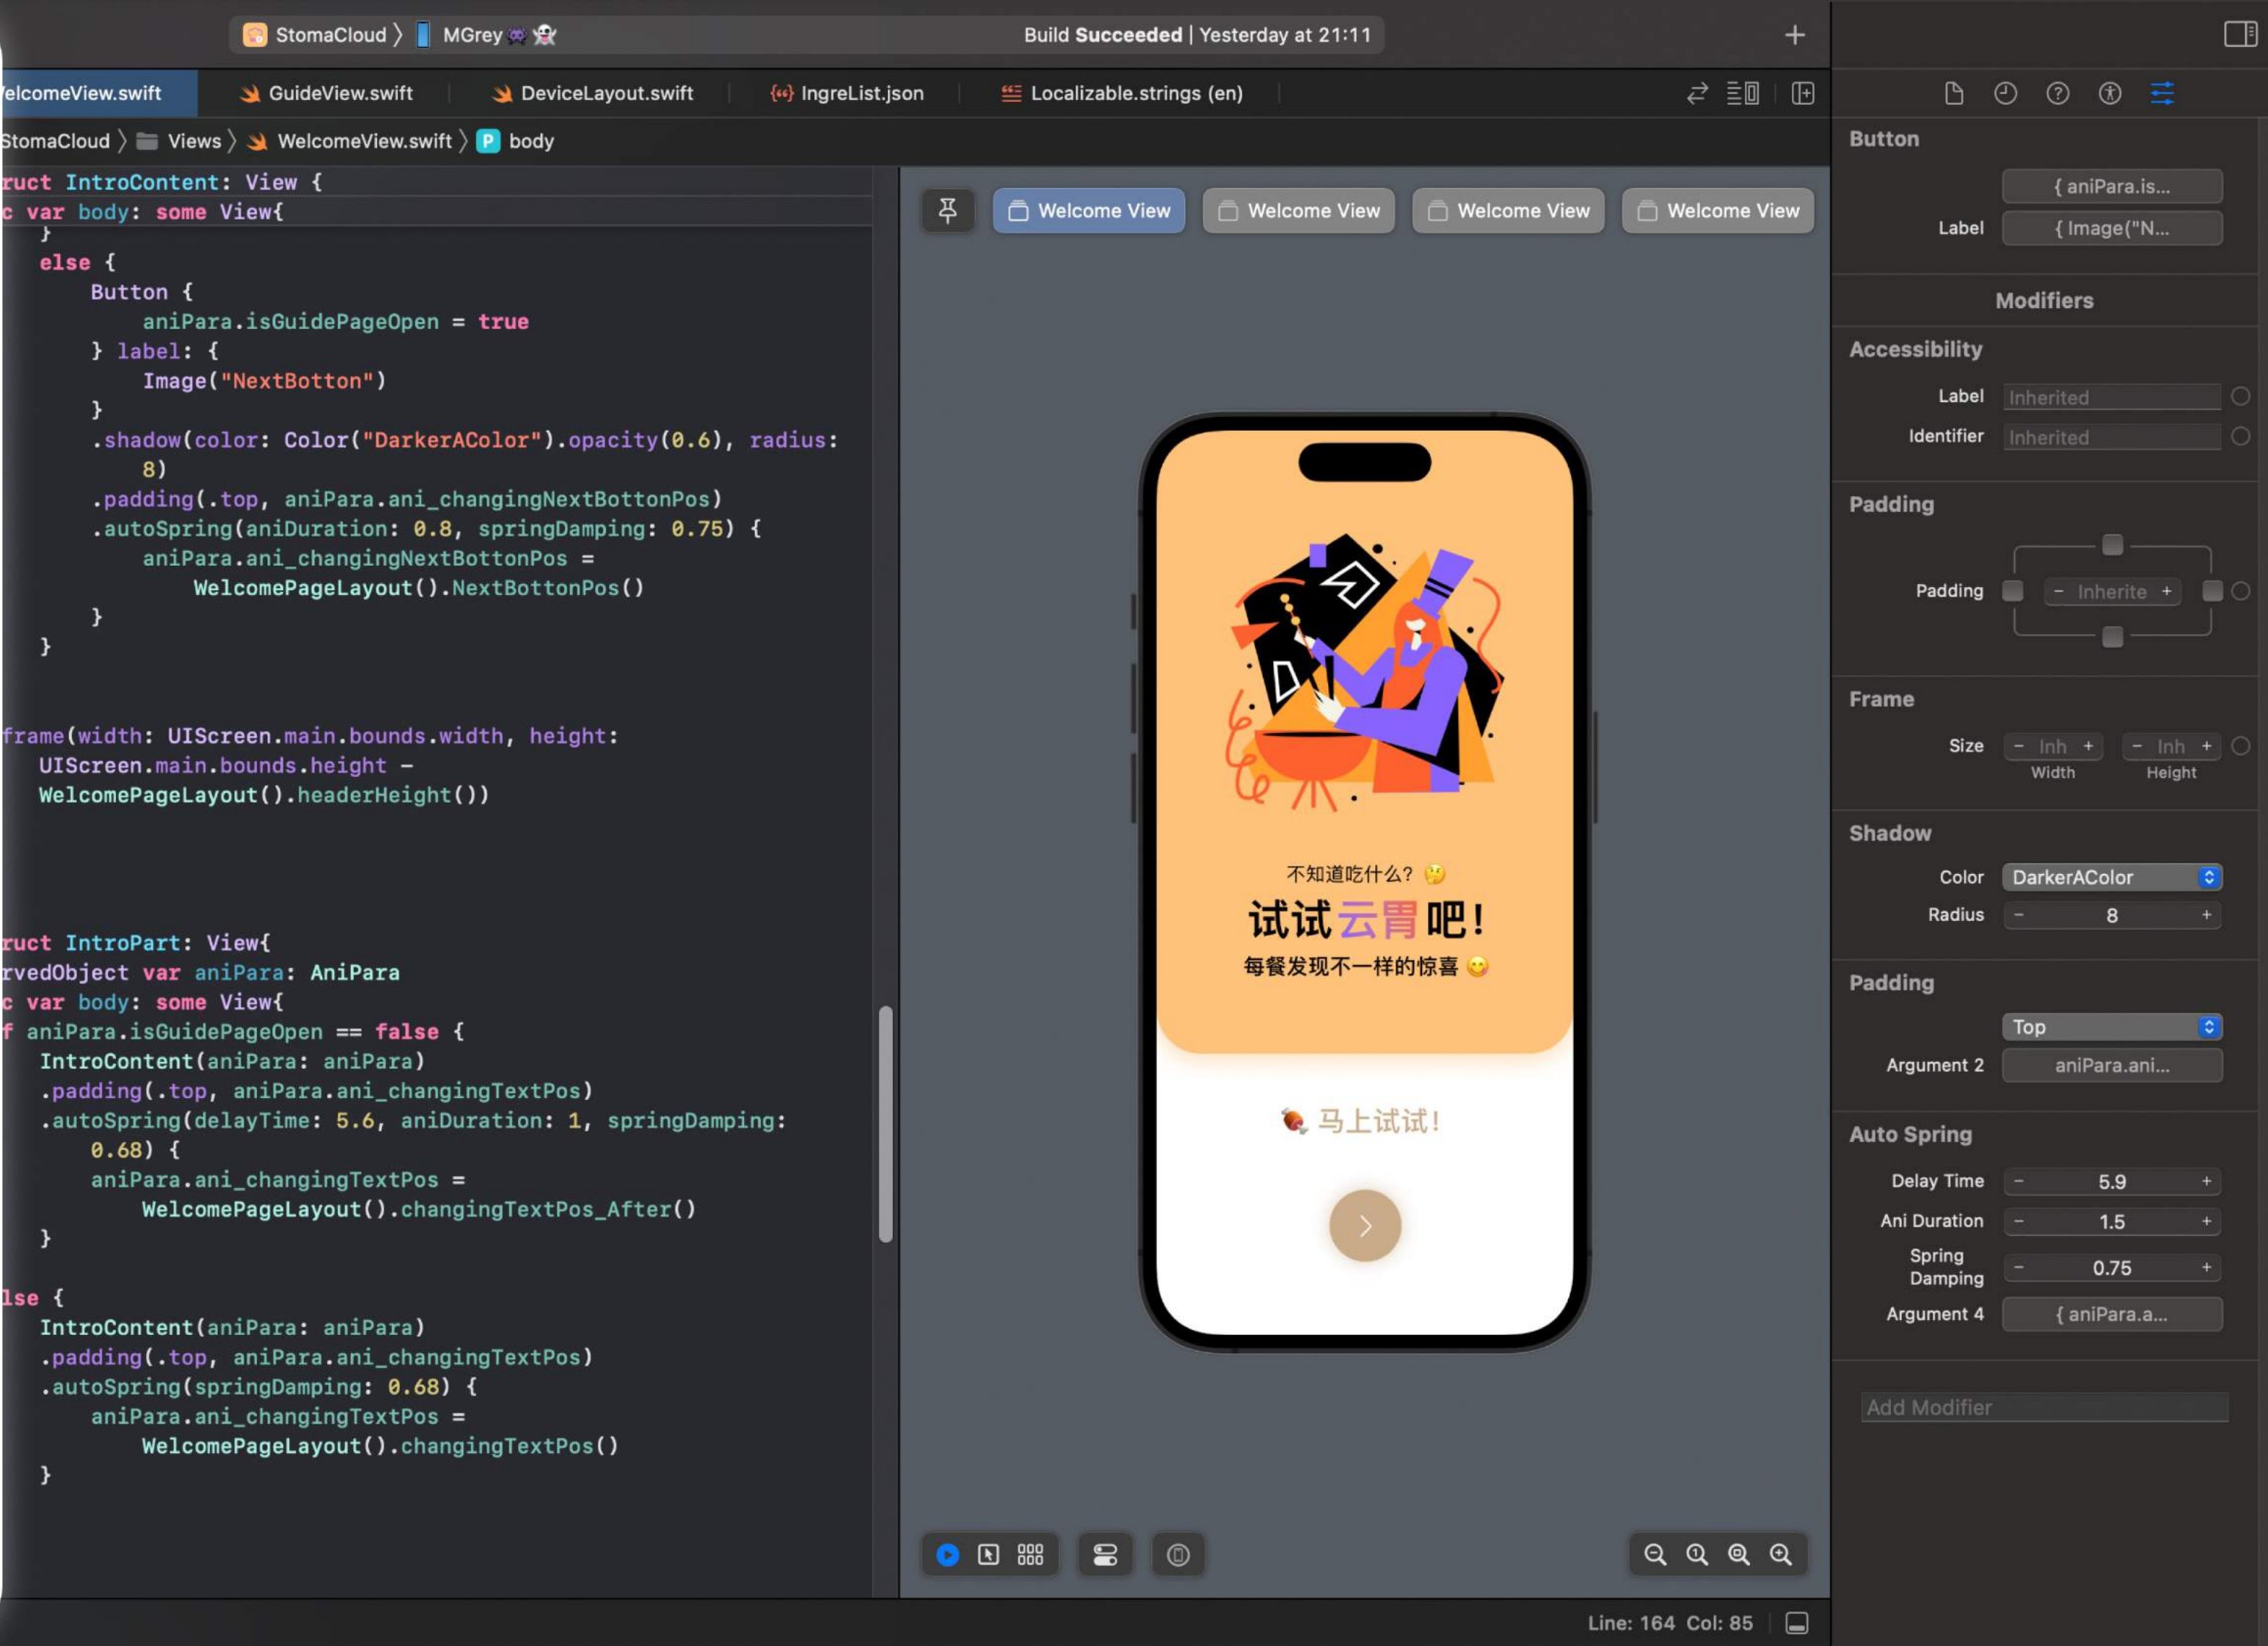 StomaCloud 〉 MGrey👾👻
Build Succeeded | Yesterday at 21:11
elcomeView.swift
GuideView.swift
DeviceLayout.swift
IngreList.json
Localizable.strings (en)
StomaCloud 〉 Views 〉 WelcomeView.swift 〉 P body
ruct IntroContent: View {
c var body: some View{
}
else {
Button {
aniPara.isGuidePageOpen = true
} label: {
Image("NextBotton")
}
.shadow(color: Color("DarkerAColor").opacity(0.6), radius:
8)
.padding(.top, aniPara.ani_changingNextBottonPos)
.autoSpring(aniDuration: 0.8, springDamping: 0.75) {
aniPara.ani_changingNextBottonPos =
WelcomePageLayout().NextBottonPos()
}
}
frame(width: UIScreen.main.bounds.width, height:
UIScreen.main.bounds.height -
WelcomePageLayout().headerHeight())
ruct IntroPart: View{
rvedObject var aniPara: AniPara
c var body: some View{
f aniPara.isGuidePageOpen == false {
IntroContent(aniPara: aniPara)
.padding(.top, aniPara.ani_changingTextPos)
.autoSpring(delayTime: 5.6, aniDuration: 1, springDamping:
0.68) {
aniPara.ani_changingTextPos =
WelcomePageLayout().changingTextPos_After()
}
lse {
IntroContent(aniPara: aniPara)
.padding(.top, aniPara.ani_changingTextPos)
.autoSpring(springDamping: 0.68) {
aniPara.ani_changingTextPos =
WelcomePageLayout().changingTextPos()
}
Welcome View
Welcome View
Welcome View
Welcome View
不知道吃什么? 🤔
试试云胃吧!
每餐发现不一样的惊喜 😋
🍖 马上试试!
Line: 164 Col: 85
Button
{ aniPara.is...
Label { Image("N...
Modifiers
Accessibility
Label Inherited
Identifier Inherited
Padding
Padding - Inherite +
Frame
Size - Inh + - Inh +
Width Height
Shadow
Color DarkerAColor
Radius - 8 +
Padding
Top
Argument 2 aniPara.ani...
Auto Spring
Delay Time - 5.9 +
Ani Duration - 1.5 +
Spring
Damping - 0.75 +
Argument 4 { aniPara.a...
Add Modifier